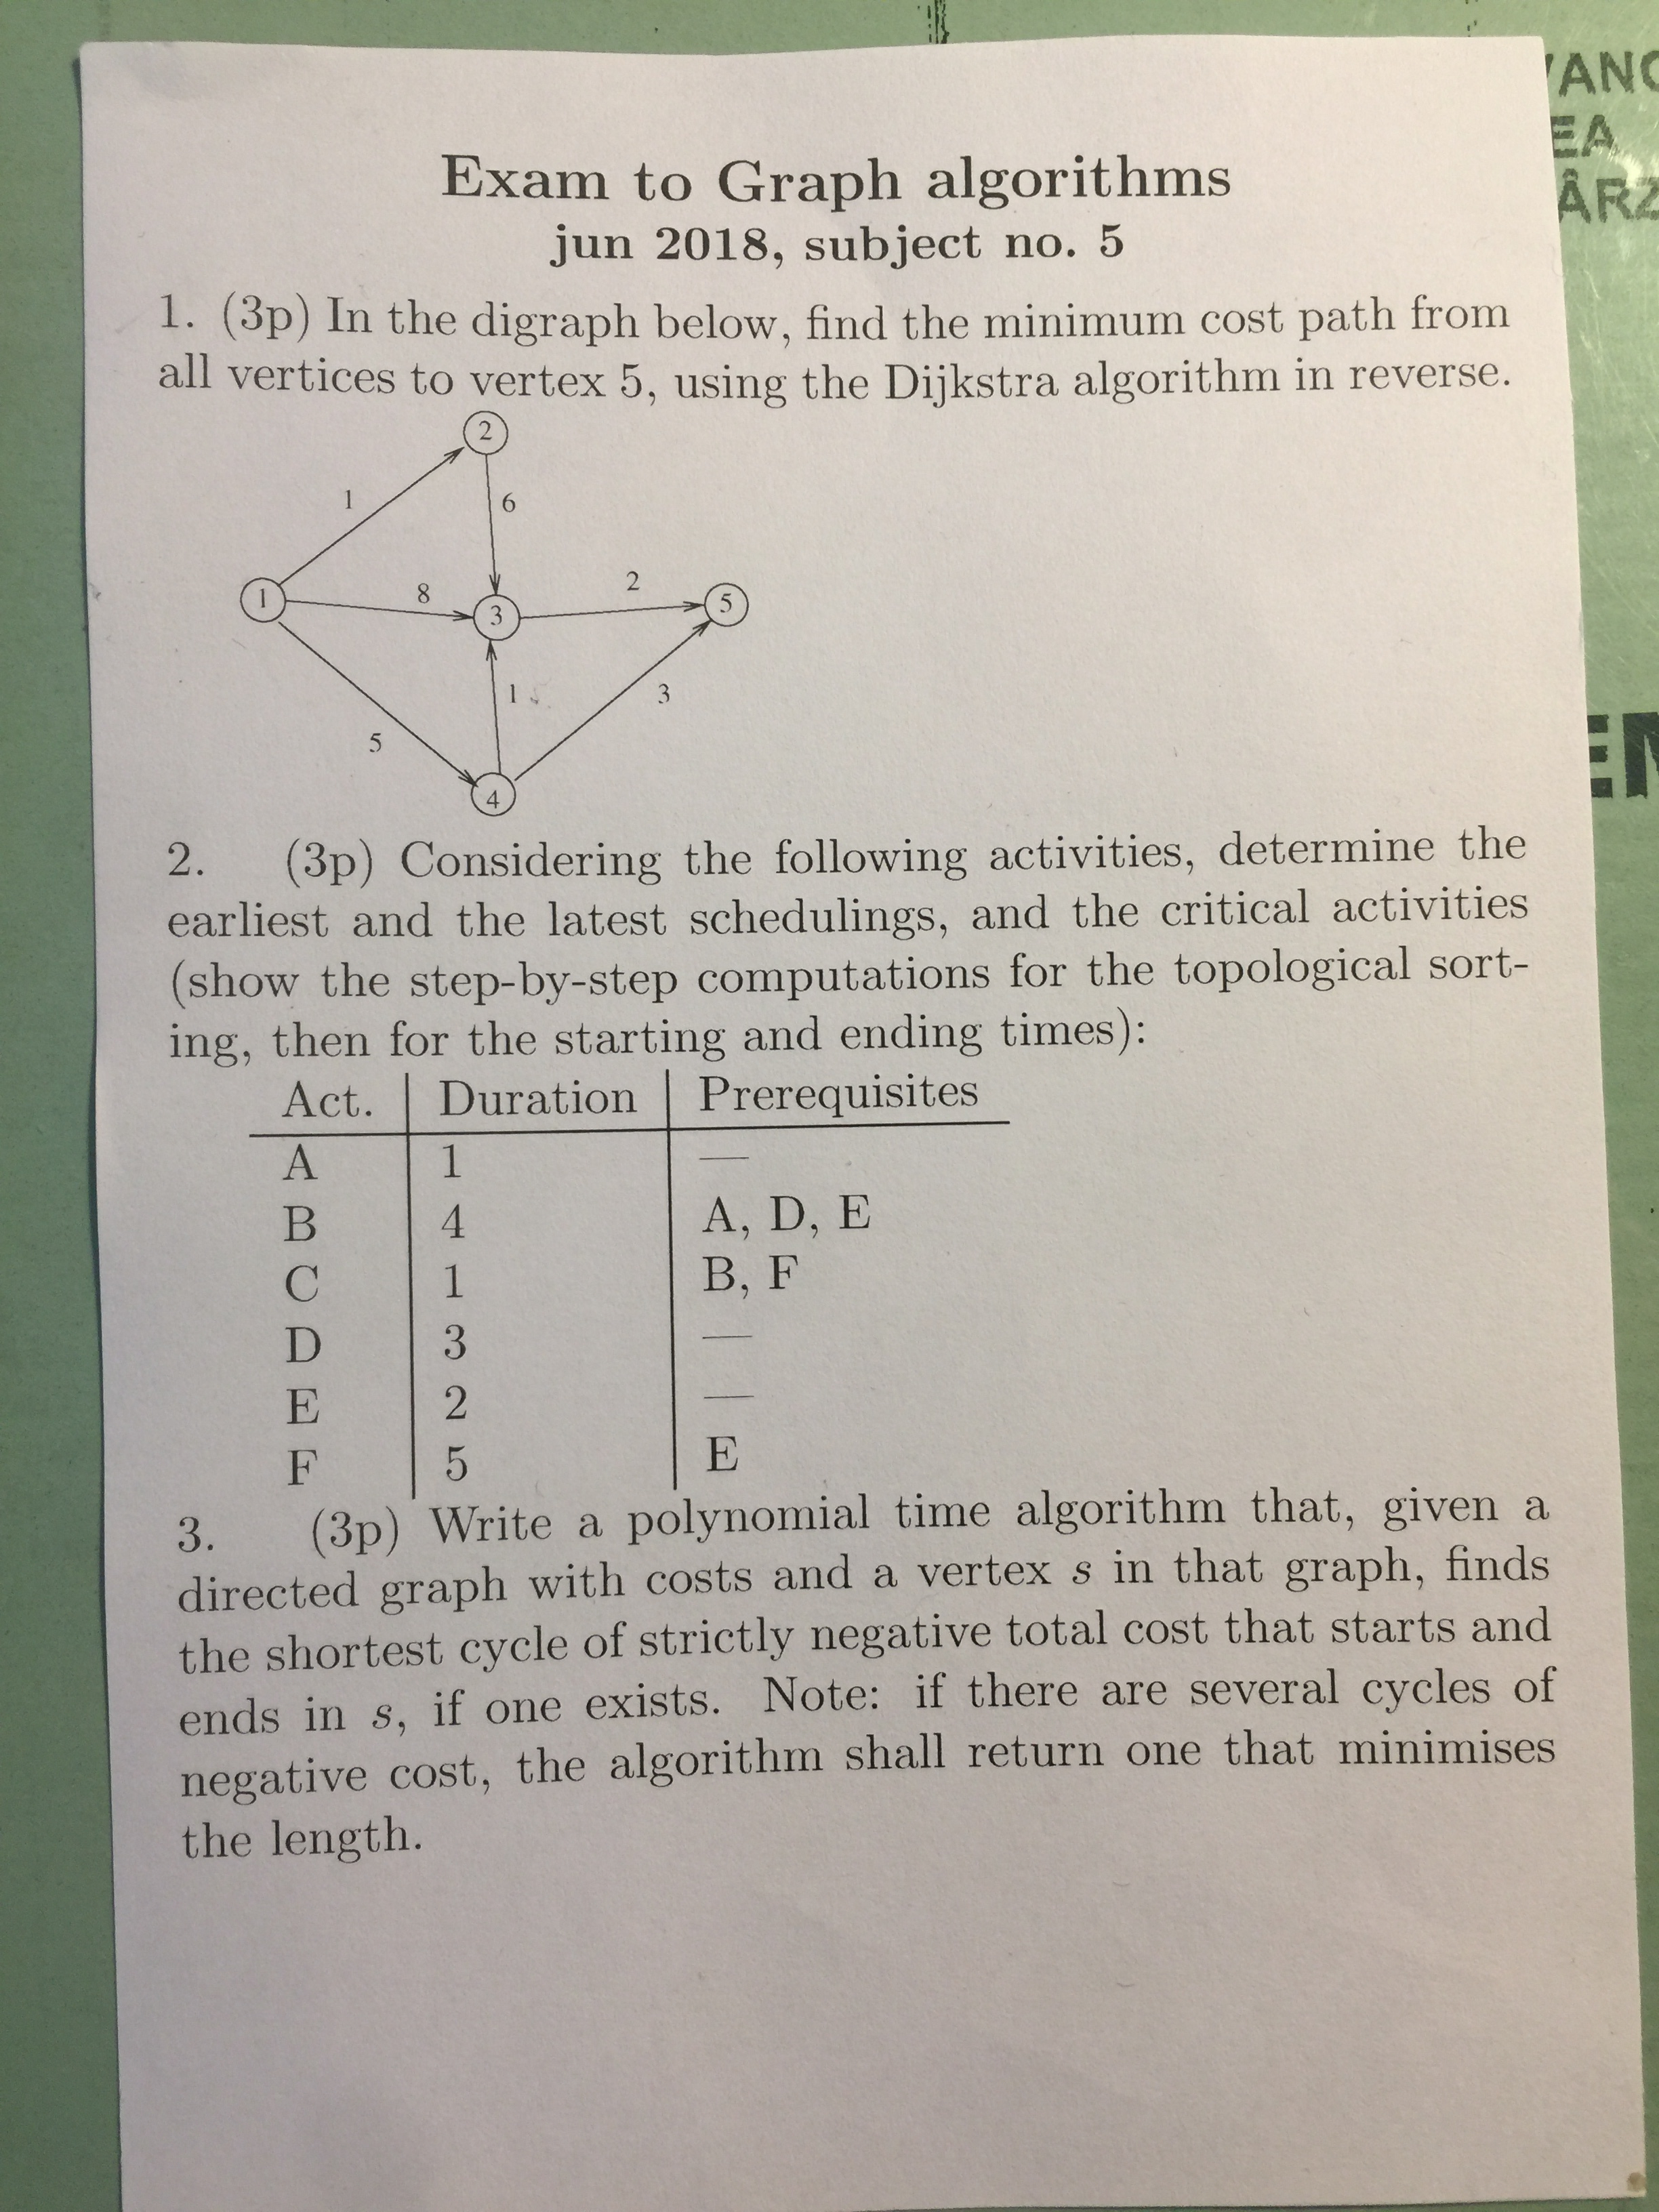 Exam to Graph algorithms
jun 2018, subject no. 5
1. (3p) In the digraph below, find the minimum cost path from
all vertices to vertex 5, using the Dijkstra algorithm in reverse.
2
1
6
1
8
3
2
5
1
3
5
4
2. (3p) Considering the following activities, determine the
earliest and the latest schedulings, and the critical activities
(show the step-by-step computations for the topological sort-
ing, then for the starting and ending times):
Act. Duration Prerequisites
A 1 —
B 4 A, D, E
C 1 B, F
D 3 —
E 2 —
F 5 E
3. (3p) Write a polynomial time algorithm that, given a
directed graph with costs and a vertex s in that graph, finds
the shortest cycle of strictly negative total cost that starts and
ends in s, if one exists. Note: if there are several cycles of
negative cost, the algorithm shall return one that minimises
the length.